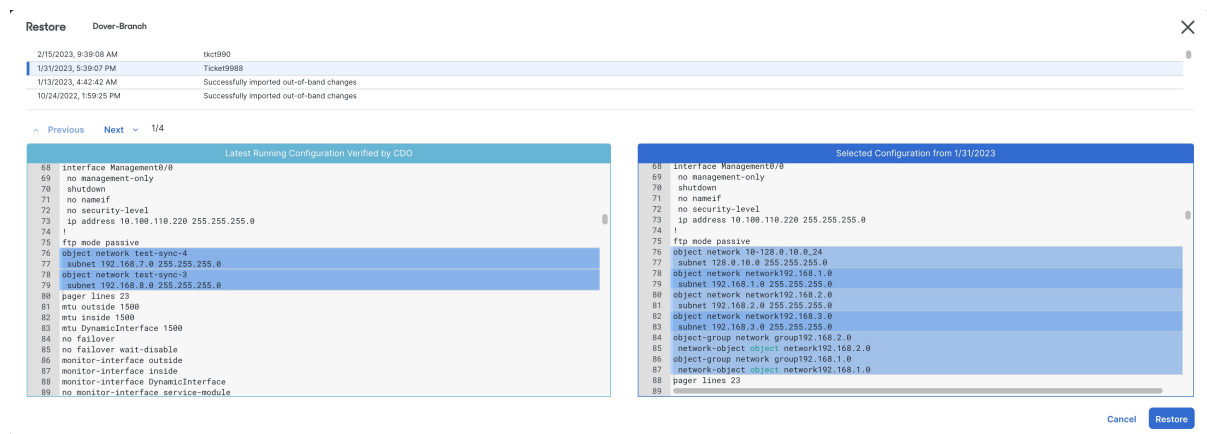 Restore Dover-Branch
2/15/2023, 9:39:08 AM tkct990
1/31/2023, 5:39:07 PM Ticket9988
1/13/2023, 4:42:42 AM Successfully imported out-of-band changes
10/24/2022, 1:59:25 PM Successfully imported out-of-band changes
Previous Next 1/4
Latest Running Configuration Verified by CDO
68 interface Management0/0
69 no management-only
70 shutdown
71 no nameif
72 no security-level
73 ip address 10.100.110.220 255.255.255.0
74 !
75 ftp mode passive
76 object network test-sync-4
77 subnet 192.168.7.0 255.255.255.0
78 object network test-sync-3
79 subnet 192.168.8.0 255.255.255.0
80 pager lines 23
81 mtu outside 1500
82 mtu inside 1500
83 mtu DynamicInterface 1500
84 no failover
85 no failover wait-disable
86 monitor-interface outside
87 monitor-interface inside
88 monitor-interface DynamicInterface
89 no monitor-interface service-module
Selected Configuration from 1/31/2023
68 interface Management0/0
69 no management-only
70 shutdown
71 no nameif
72 no security-level
73 ip address 10.100.110.220 255.255.255.0
74 !
75 ftp mode passive
76 object network 10-128.0.10.0_24
77 subnet 128.0.10.0 255.255.255.0
78 object network network192.168.1.0
79 subnet 192.168.1.0 255.255.255.0
80 object network network192.168.2.0
81 subnet 192.168.2.0 255.255.255.0
82 object network network192.168.3.0
83 subnet 192.168.3.0 255.255.255.0
84 object-group network group192.168.2.0
85 network-object object network192.168.2.0
86 object-group network group192.168.1.0
87 network-object object network192.168.1.0
88 pager lines 23
89
Cancel Restore